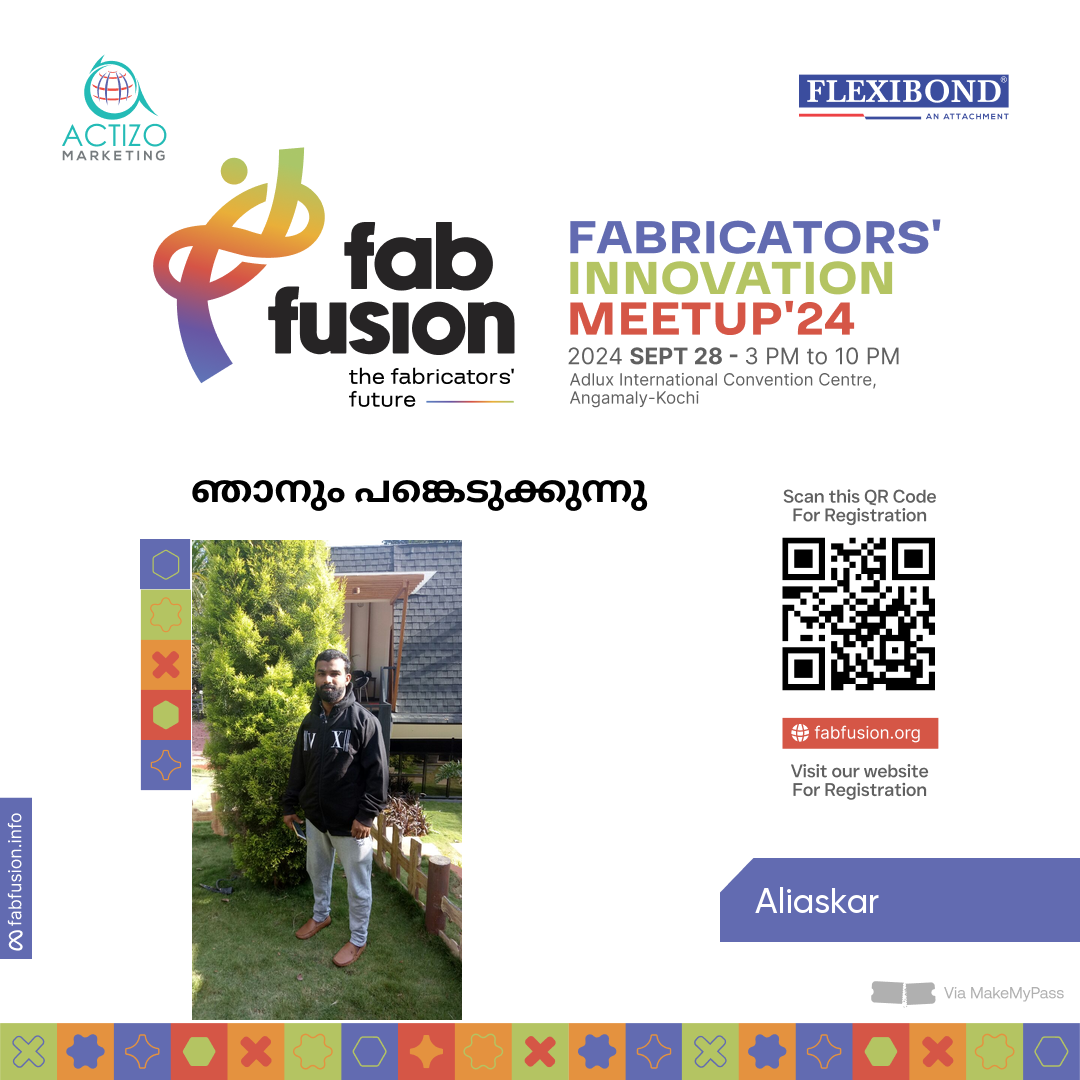 ACTIZO
MARKETING
FLEXIBOND®
AN ATTACHMENT
fab
fusion
the fabricators'
future
FABRICATORS'
INNOVATION
MEETUP'24
2024 SEPT 28 - 3 PM to 10 PM
Adlux International Convention Centre,
Angamaly-Kochi
ഞാനും പങ്കെടുക്കുന്നു
Scan this QR Code
For Registration
fabfusion.org
Visit our website
For Registration
fabfusion.info
Aliaskar
Via MakeMyPass